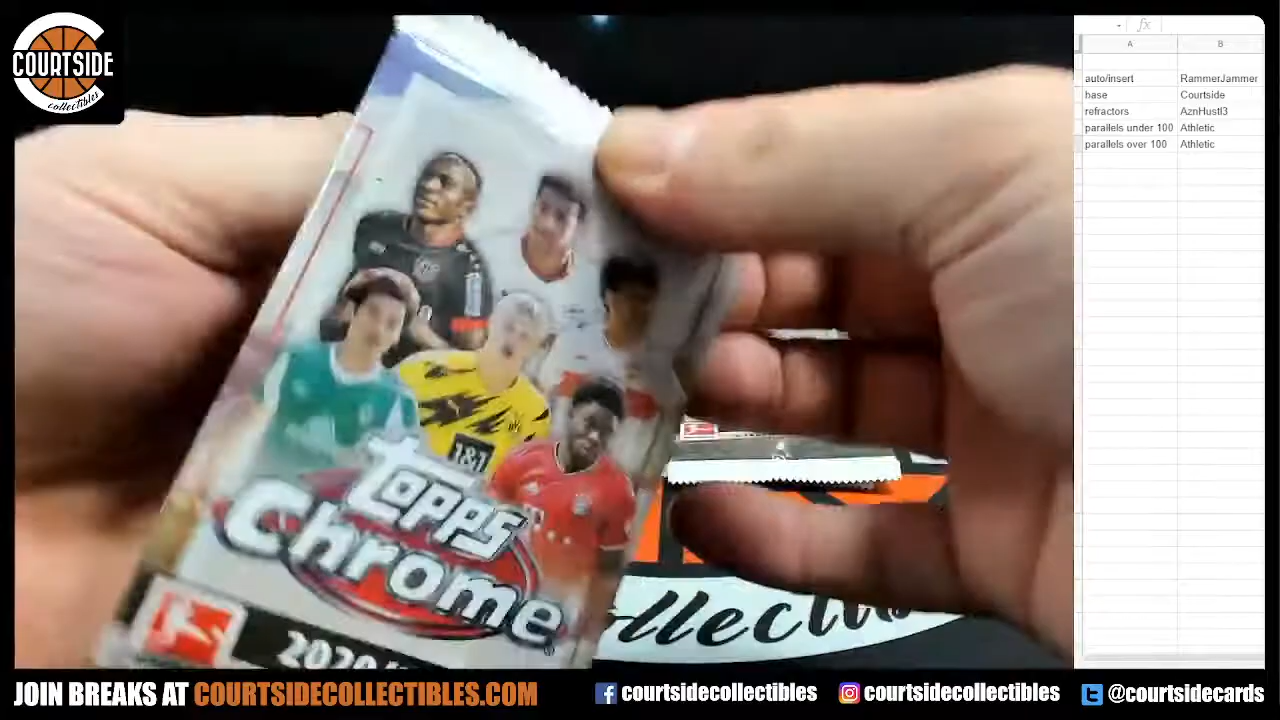 COURTSIDE
collectibles
fx
A B
auto/insert RammerJammer
base Courtside
refractors AznHustl3
parallels under 100 Athletic
parallels over 100 Athletic
1&1
Topps
Chrome
JOIN BREAKS AT COURTSIDECOLLECTIBLES.COM
courtsidecollectibles
courtsidecollectibles
@courtsidecards